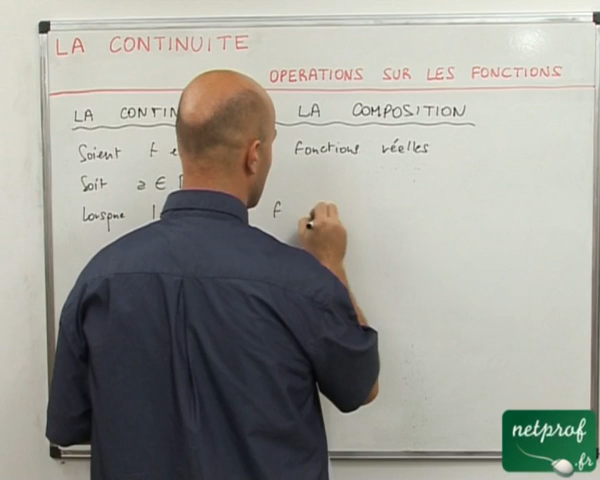 LA CONTINUITE
OPERATIONS SUR LES FONCTIONS
LA CONTIN LA COMPOSITION
Soient f fonctions réelles
Soit a ∈
Lorsque f
netprof
.fr